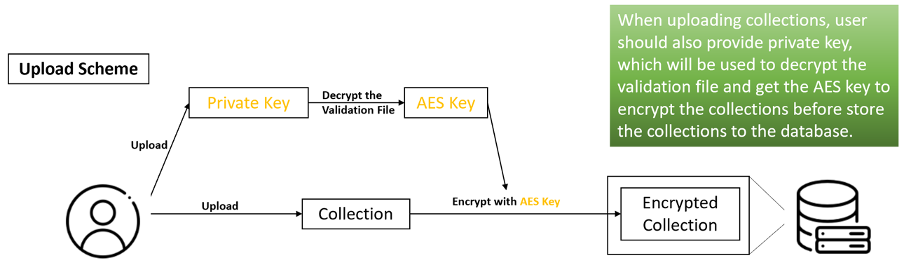 When uploading collections, user
should also provide private key,
which will be used to decrypt the
validation file and get the AES key to
encrypt the collections before store
the collections to the database.
Upload Scheme
Private Key
Decrypt the
Validation File
AES Key
Upload
Upload
Collection
Encrypt with AES Key
Encrypted
Collection